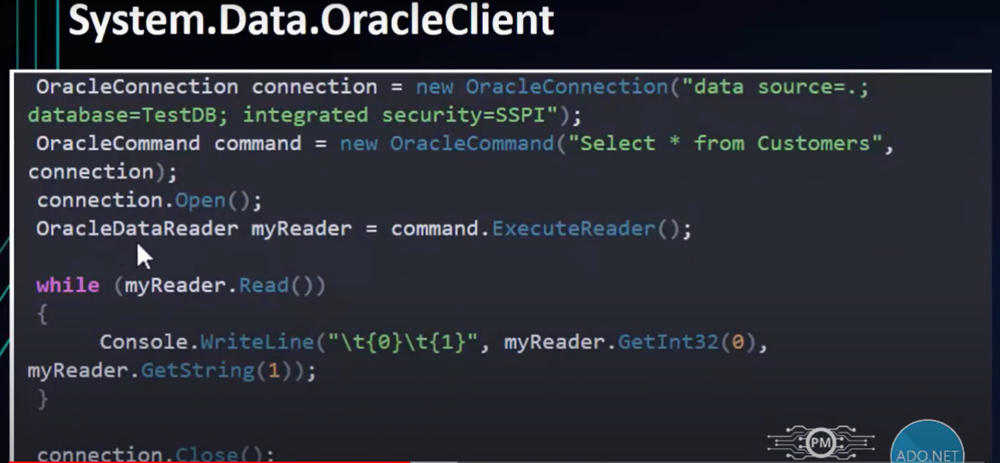 System.Data.OracleClient
OracleConnection connection = new OracleConnection("data source=.;
database=TestDB; integrated security=SSPI");
OracleCommand command = new OracleCommand("Select * from Customers",
connection);
connection.Open();
OracleDataReader myReader = command.ExecuteReader();
while (myReader.Read())
{
Console.WriteLine("\t{0}\t{1}", myReader.GetInt32(0),
myReader.GetString(1));
}
connection.Close();
PM
ADO.NET